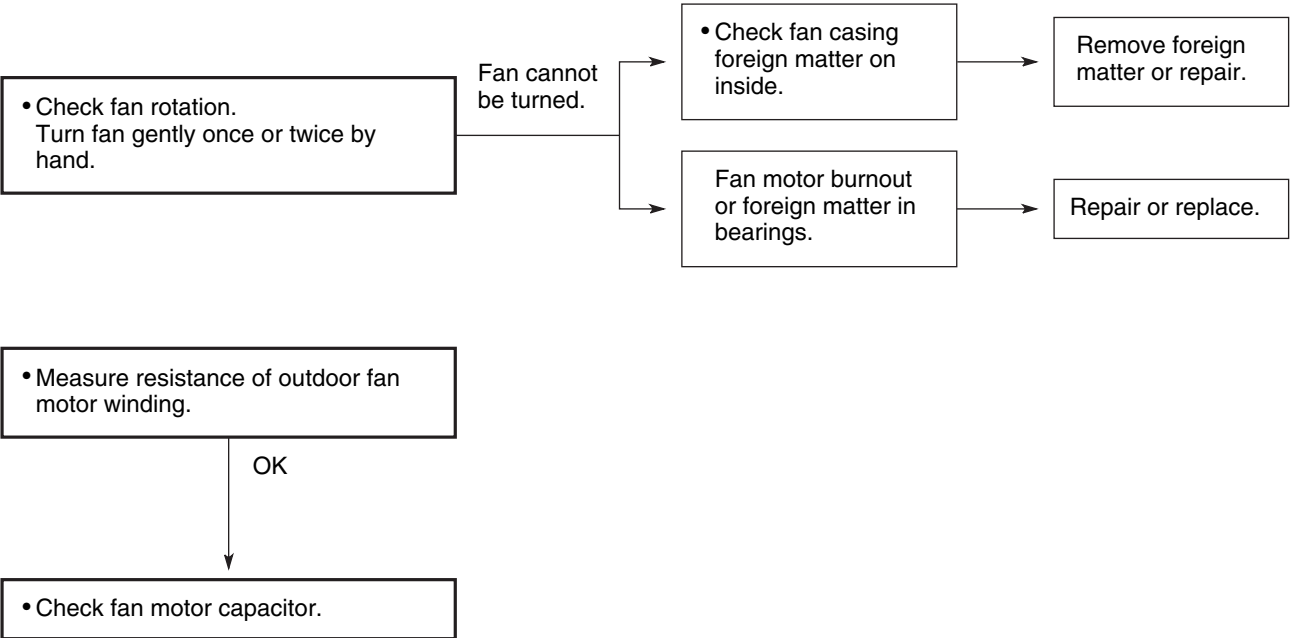 • Check fan rotation.
Turn fan gently once or twice by
hand.
Fan cannot
be turned.
• Check fan casing
foreign matter on
inside.
Remove foreign
matter or repair.
Fan motor burnout
or foreign matter in
bearings.
Repair or replace.
• Measure resistance of outdoor fan
motor winding.
OK
• Check fan motor capacitor.